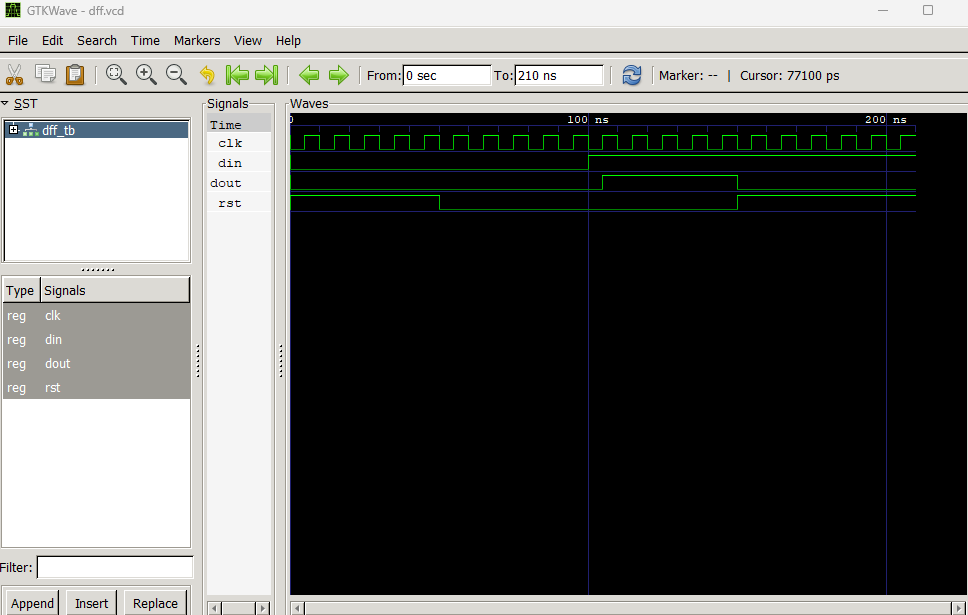 GTKWave - dff.vcd
File Edit Search Time Markers View Help
From: 0 sec To: 210 ns Marker: -- | Cursor: 77100 ps
SST
dff_tb
Type Signals
reg clk
reg din
reg dout
reg rst
Filter:
Append Insert Replace
Signals
Time
clk
din
dout
rst
Waves
0 100 ns 200 ns